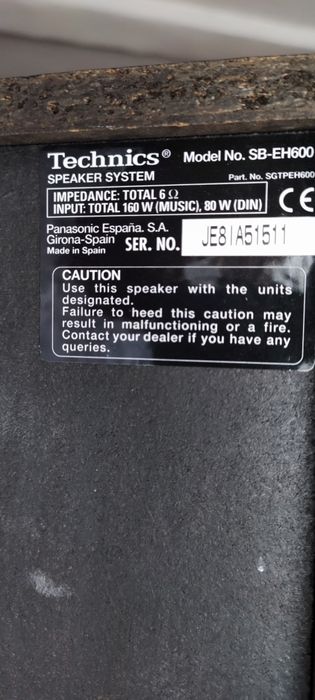 Technics® Model No. SB-EH600
SPEAKER SYSTEM Part. No. SGTPEH600
IMPEDANCE: TOTAL 6 Ω
INPUT: TOTAL 160 W (MUSIC), 80 W (DIN)
CE
Panasonic España. S.A.
Girona-Spain SER. NO. JE8IA51511
Made in Spain
CAUTION
Use this speaker with the units
designated.
Failure to heed this caution may
result in malfunctioning or a fire.
Contact your dealer if you have any
queries.